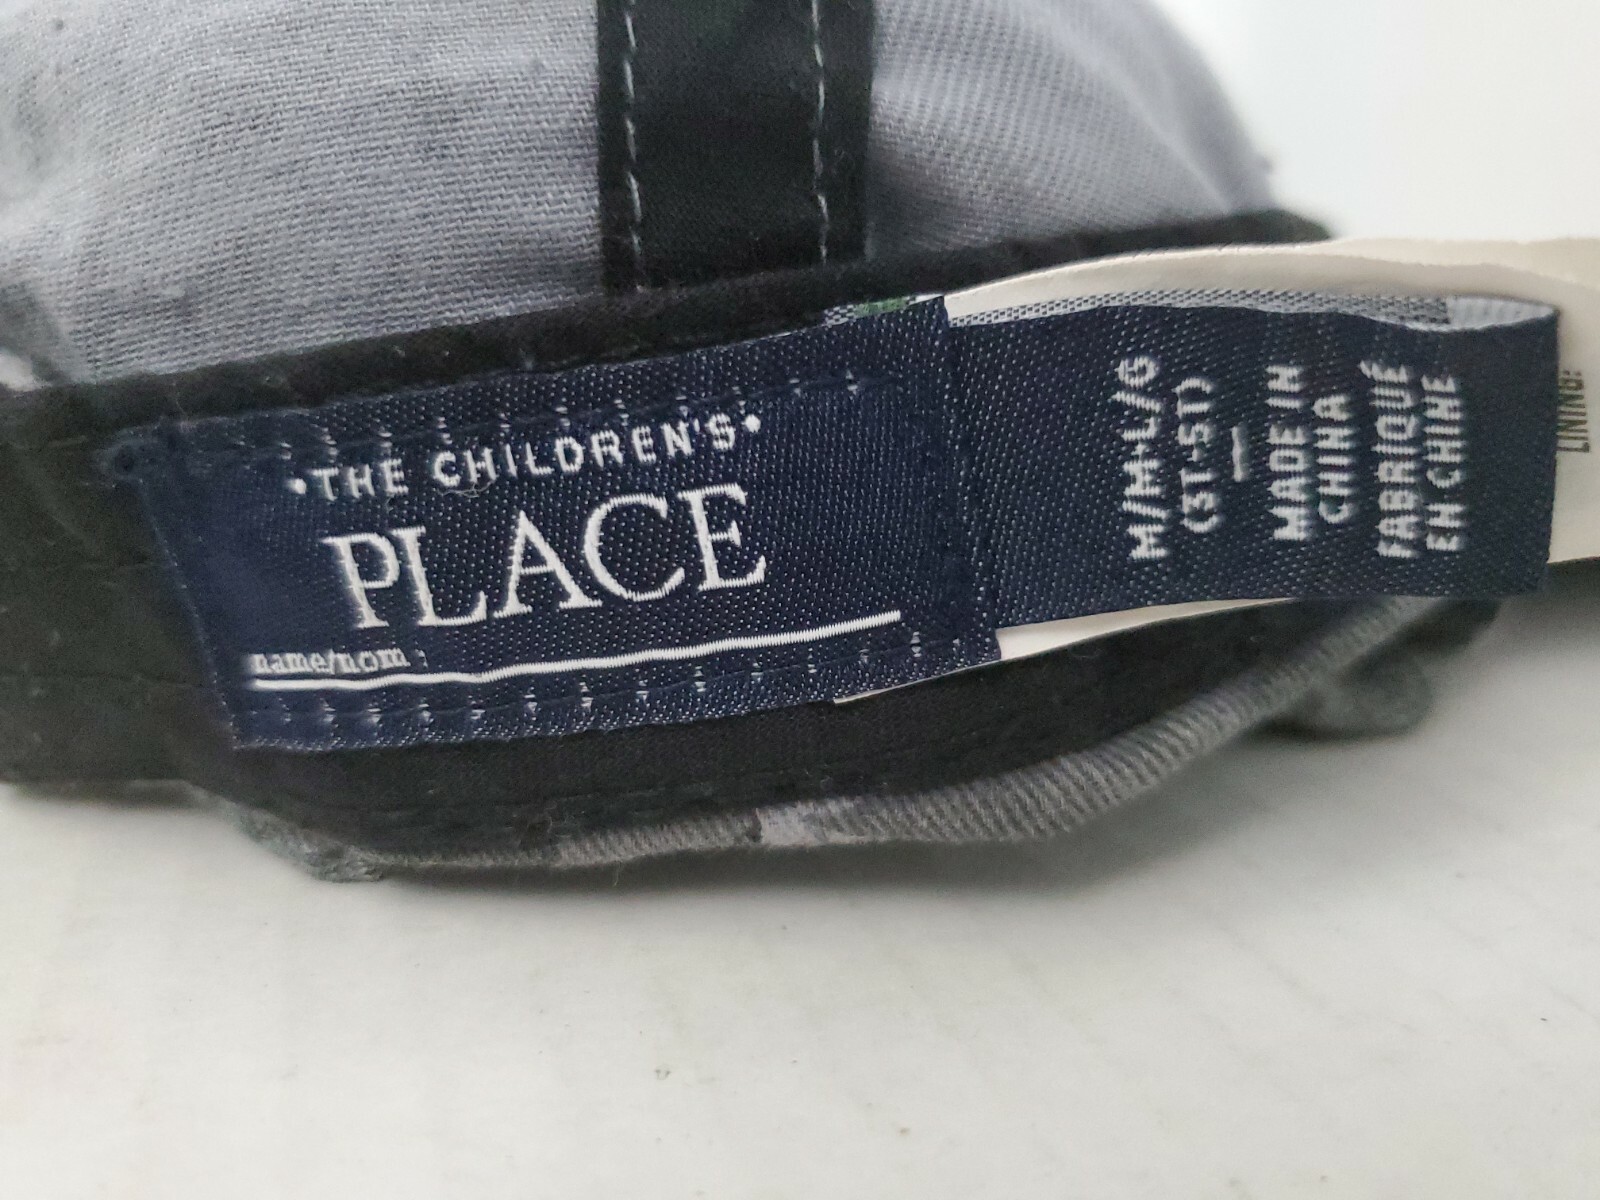 •THE CHILDREN'S•
PLACE
name/nom :
M/M-L/G
(3T-5T)
—
MADE IN
CHINA
FABRIQUÉ
EN CHINE
LINING: